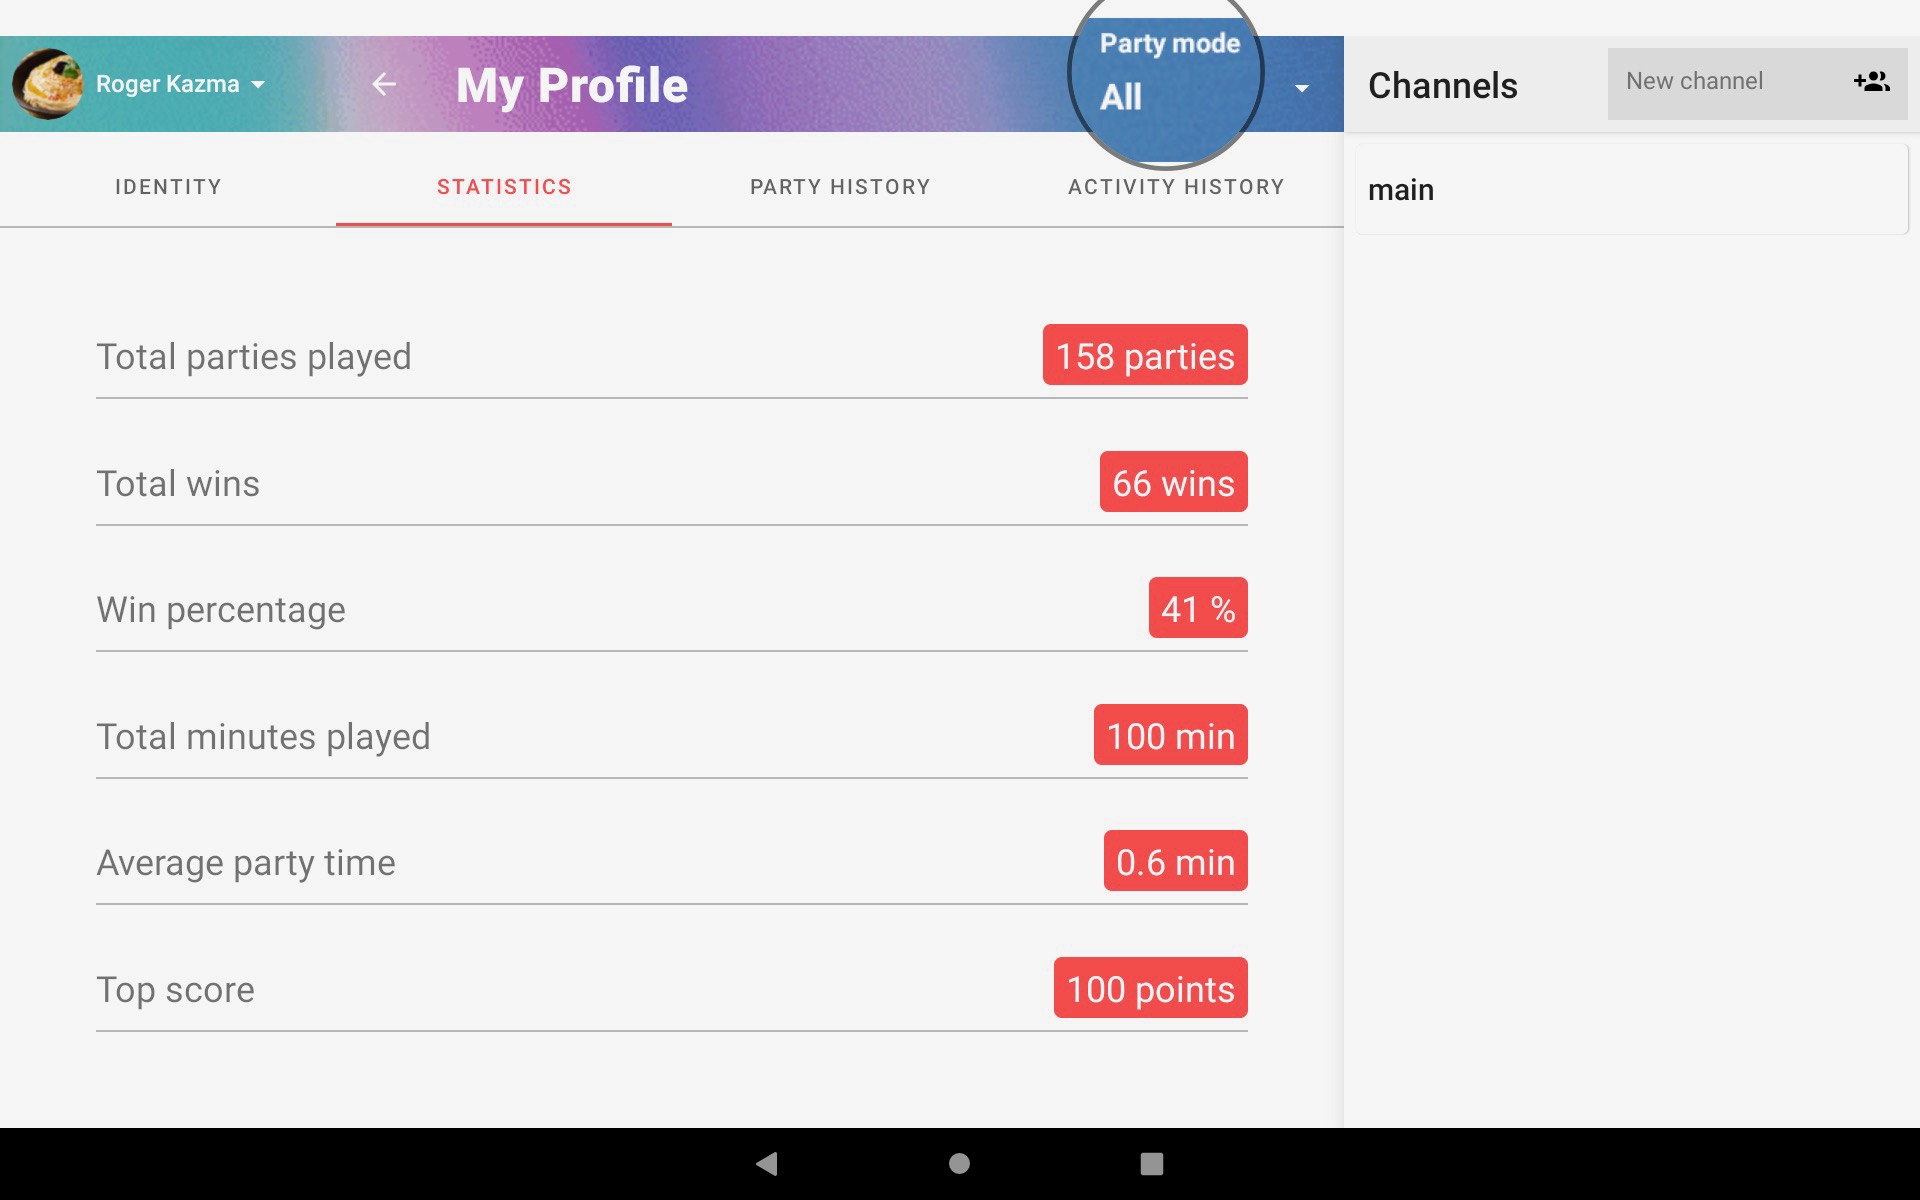 Roger Kazma
My Profile
Party mode
All
Channels
New channel
IDENTITY
STATISTICS
PARTY HISTORY
ACTIVITY HISTORY
main
Total parties played
158 parties
Total wins
66 wins
Win percentage
41 %
Total minutes played
100 min
Average party time
0.6 min
Top score
100 points